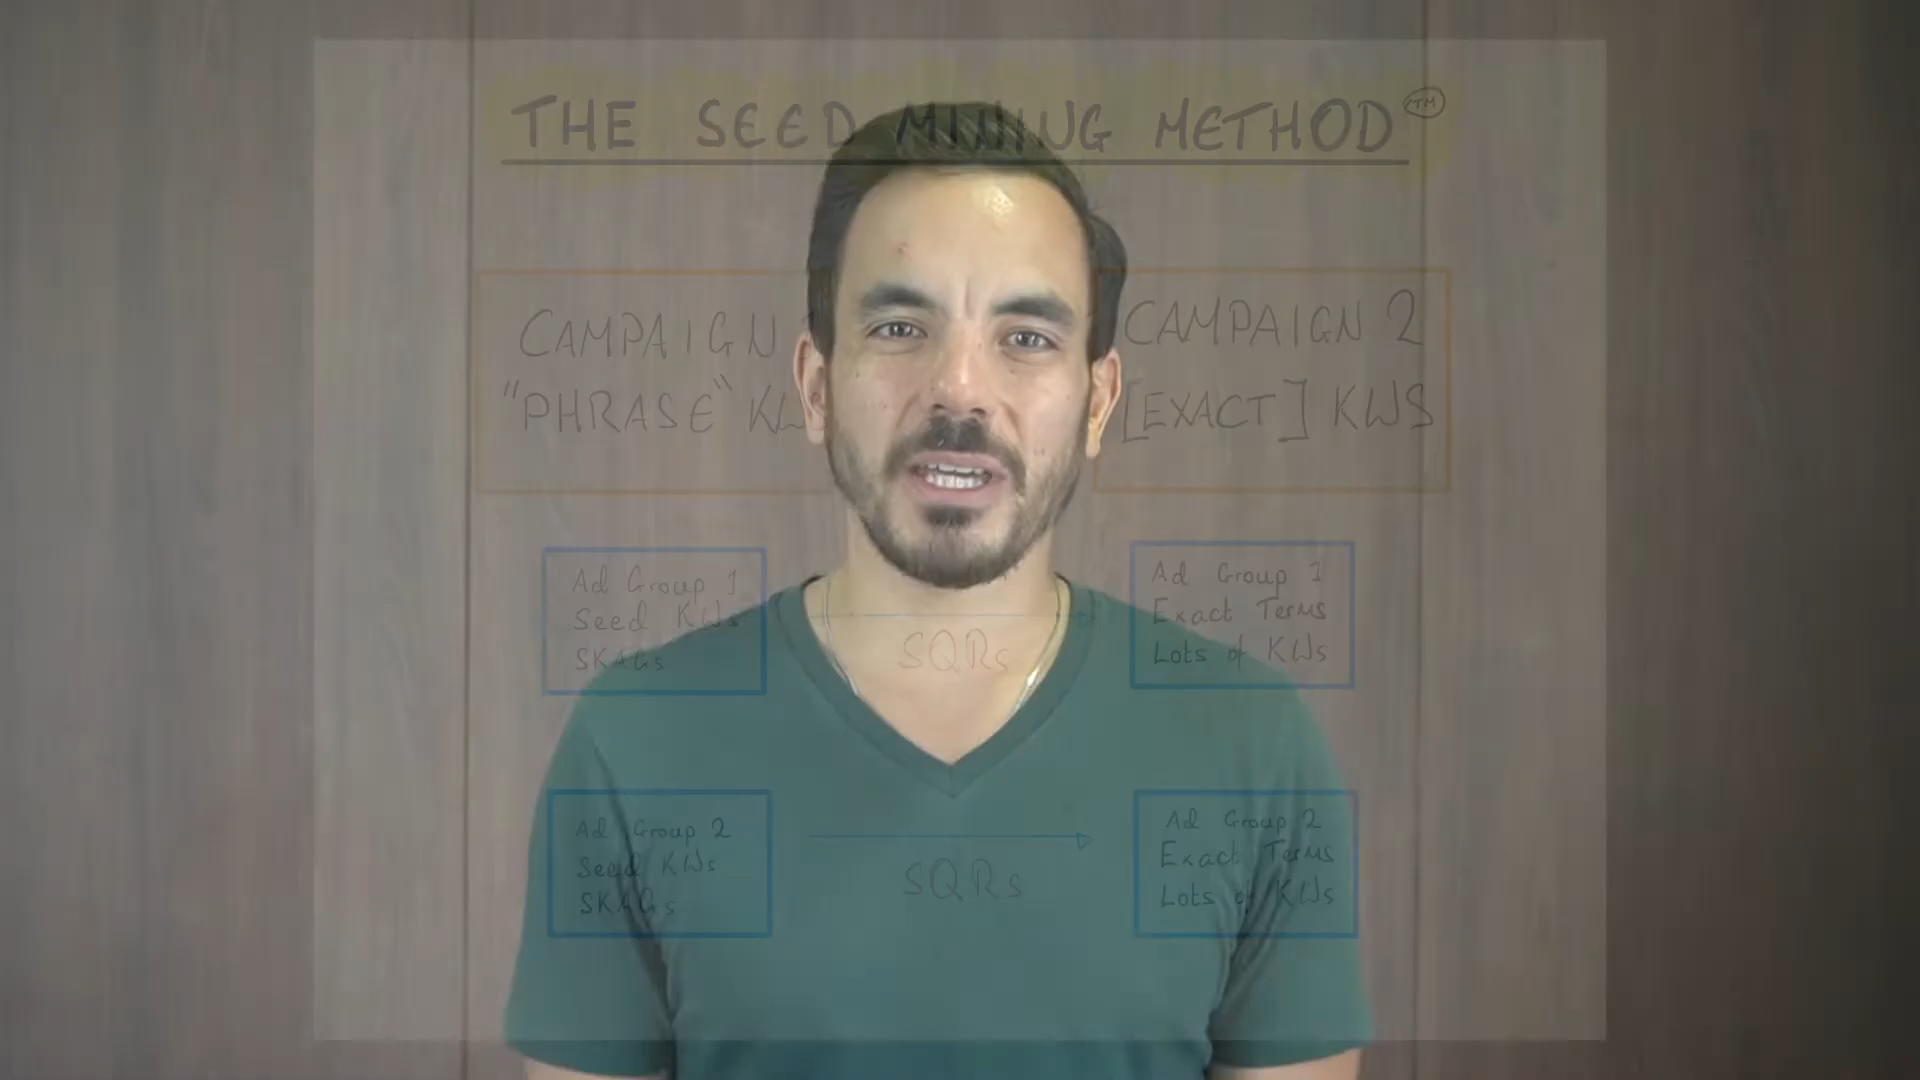 THE SEED MINING METHOD TM
CAMPAIGN
"PHRASE"
CAMPAIGN 2
[EXACT] KWS
Ad Group 1
Seed KWs
SKAGs
SQRs
Ad Group 1
Exact Terms
Lots of KWs
Ad Group 2
Seed KWs
SKAGs
SQRs
Ad Group 2
Exact Terms
Lots of KWs